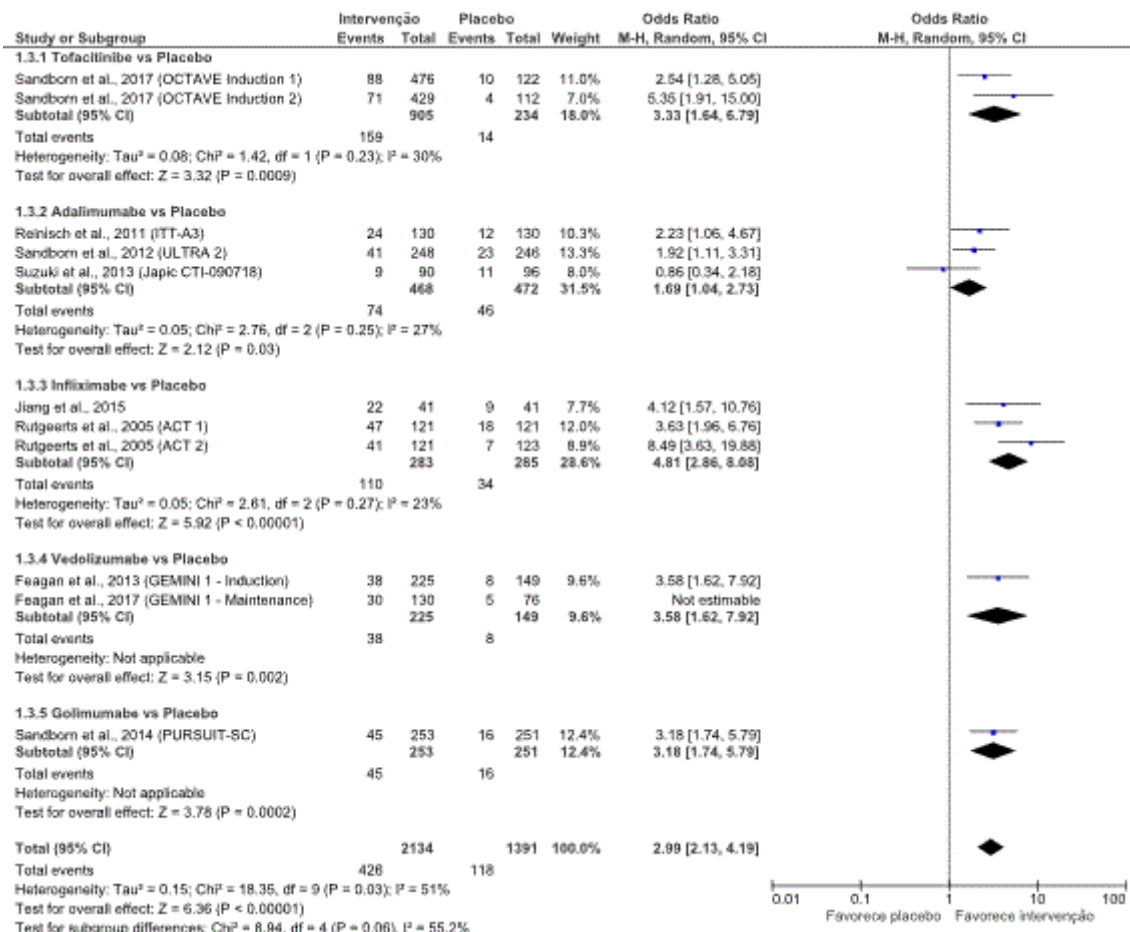 Intervenção Placebo Odds Ratio Odds Ratio
Study or Subgroup Events Total Events Total Weight M-H, Random, 95% CI M-H, Random, 95% CI
1.3.1 Tofacitinibe vs Placebo
Sandborn et al., 2017 (OCTAVE Induction 1) 88 476 10 122 11.0% 2.54 [1.28, 5.05]
Sandborn et al., 2017 (OCTAVE Induction 2) 71 429 4 112 7.0% 5.35 [1.91, 15.00]
Subtotal (95% CI) 905 234 18.0% 3.33 [1.64, 6.79]
Total events 159 14
Heterogeneity: Tau² = 0.08; Chi² = 1.42, df = 1 (P = 0.23); I² = 30%
Test for overall effect: Z = 3.32 (P = 0.0009)
1.3.2 Adalimumabe vs Placebo
Reinisch et al., 2011 (ITT-A3) 24 130 12 130 10.3% 2.23 [1.06, 4.67]
Sandborn et al., 2012 (ULTRA 2) 41 248 23 246 13.3% 1.92 [1.11, 3.31]
Suzuki et al., 2013 (Japic CTI-090718) 9 90 11 96 8.0% 0.86 [0.34, 2.18]
Subtotal (95% CI) 468 472 31.5% 1.69 [1.04, 2.73]
Total events 74 46
Heterogeneity: Tau² = 0.05; Chi² = 2.76, df = 2 (P = 0.25); I² = 27%
Test for overall effect: Z = 2.12 (P = 0.03)
1.3.3 Infliximabe vs Placebo
Jiang et al., 2015 22 41 9 41 7.7% 4.12 [1.57, 10.76]
Rutgeerts et al., 2005 (ACT 1) 47 121 18 121 12.0% 3.63 [1.96, 6.76]
Rutgeerts et al., 2005 (ACT 2) 41 121 7 123 8.9% 8.49 [3.63, 19.88]
Subtotal (95% CI) 283 285 28.6% 4.81 [2.86, 8.08]
Total events 110 34
Heterogeneity: Tau² = 0.05; Chi² = 2.61, df = 2 (P = 0.27); I² = 23%
Test for overall effect: Z = 5.92 (P < 0.00001)
1.3.4 Vedolizumabe vs Placebo
Feagan et al., 2013 (GEMINI 1 - Induction) 38 225 8 149 9.6% 3.58 [1.62, 7.92]
Feagan et al., 2017 (GEMINI 1 - Maintenance) 30 130 5 76 Not estimable
Subtotal (95% CI) 225 149 9.6% 3.58 [1.62, 7.92]
Total events 38 8
Heterogeneity: Not applicable
Test for overall effect: Z = 3.15 (P = 0.002)
1.3.5 Golimumabe vs Placebo
Sandborn et al., 2014 (PURSUIT-SC) 45 253 16 251 12.4% 3.18 [1.74, 5.79]
Subtotal (95% CI) 253 251 12.4% 3.18 [1.74, 5.79]
Total events 45 16
Heterogeneity: Not applicable
Test for overall effect: Z = 3.78 (P = 0.0002)
Total (95% CI) 2134 1391 100.0% 2.99 [2.13, 4.19]
Total events 426 118
Heterogeneity: Tau² = 0.15; Chi² = 18.35, df = 9 (P = 0.03); I² = 51%
Test for overall effect: Z = 6.36 (P < 0.00001)
Test for subgroup differences: Chi² = 8.94, df = 4 (P = 0.06), I² = 55.2%
0.01 0.1 1 10 100
Favorece placebo Favorece intervenção